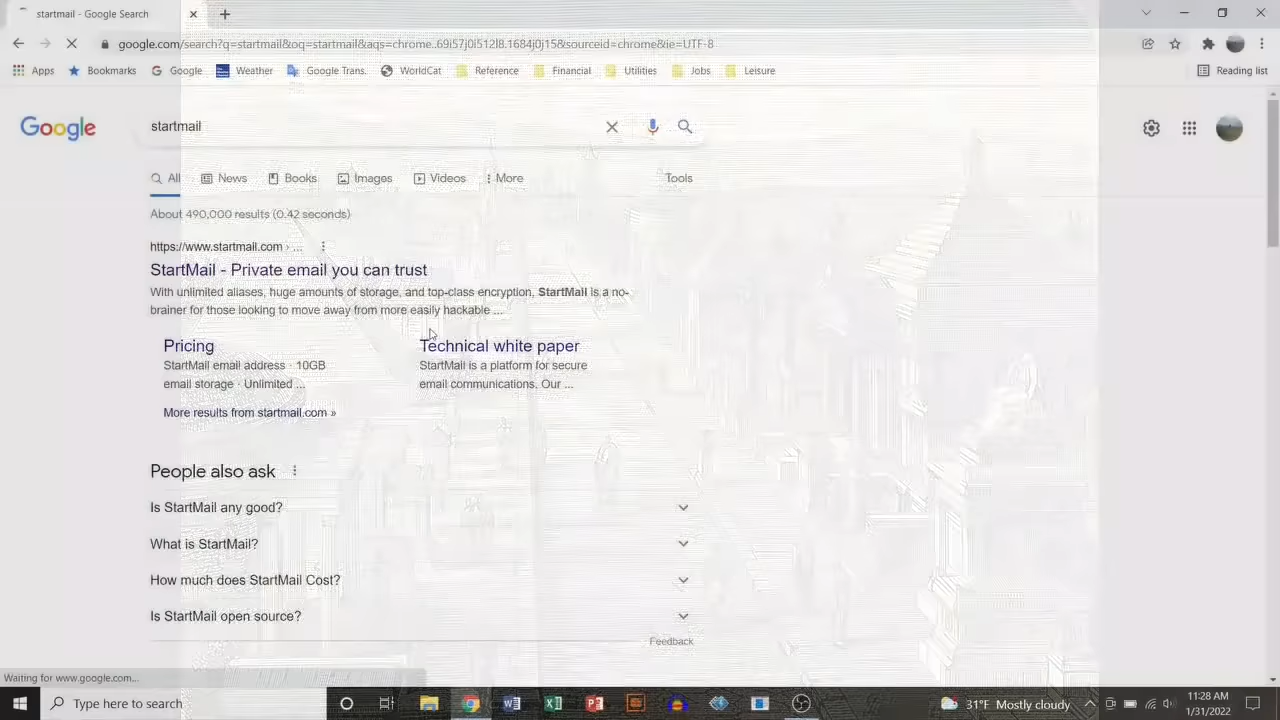 startmail - Google Search
google.com/search?q=startmail&oq=startmail&aqs=chrome..69i57j0i512l8.1684j0j15&sourceid=chrome&ie=UTF-8
Apps Bookmarks Google Weather Google Trans. WorldCat Reference Financial Utilities Jobs Leisure Reading list
Google
startmail
All News Books Images Videos More Tools
About 490,000 results (0.42 seconds)
https://www.startmail.com › ...
StartMail - Private email you can trust
With unlimited aliases, huge amounts of storage, and top-class encryption, StartMail is a no-
brainer for those looking to move away from more easily hackable ...
Pricing
StartMail email address · 10GB
email storage · Unlimited ...
Technical white paper
StartMail is a platform for secure
email communications. Our ...
More results from startmail.com »
People also ask
Is StartMail any good?
What is StartMail?
How much does StartMail Cost?
Is StartMail open source?
Feedback
Waiting for www.google.com...
Type here to search
31°F Mostly cloudy
11:28 AM
1/31/2022